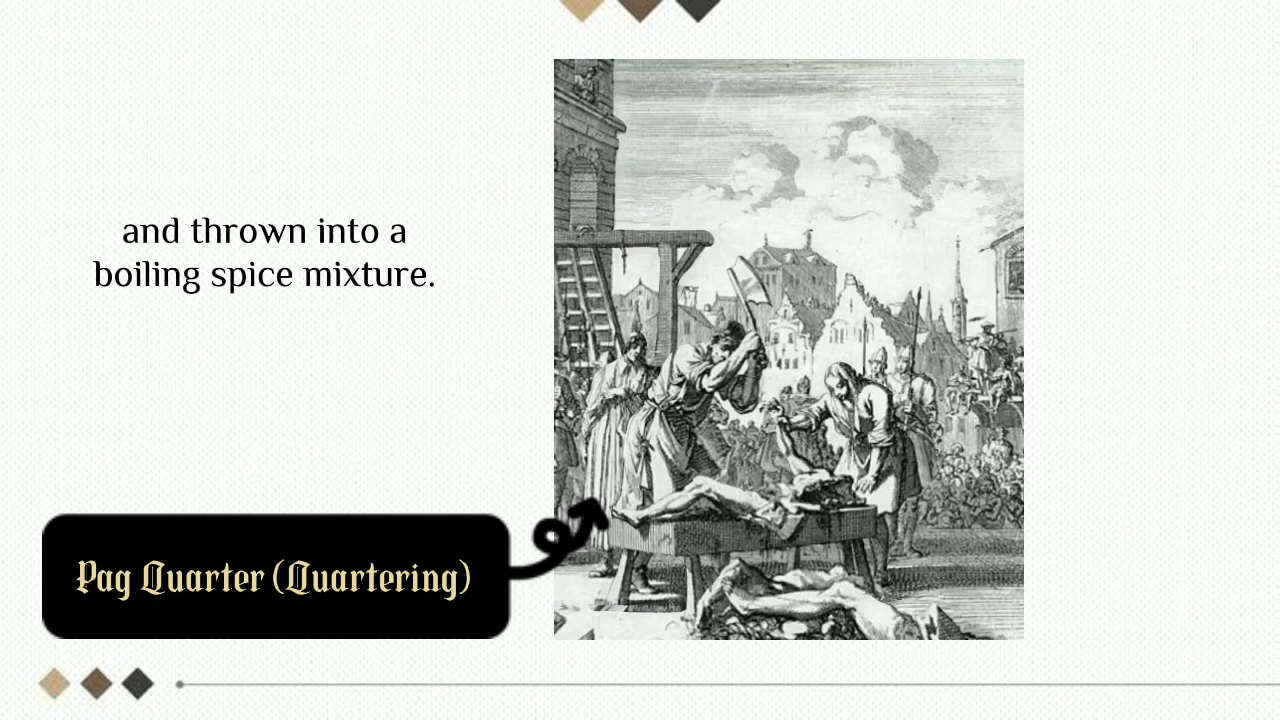 and thrown into a
boiling spice mixture.
Pag Quarter (Quartering)